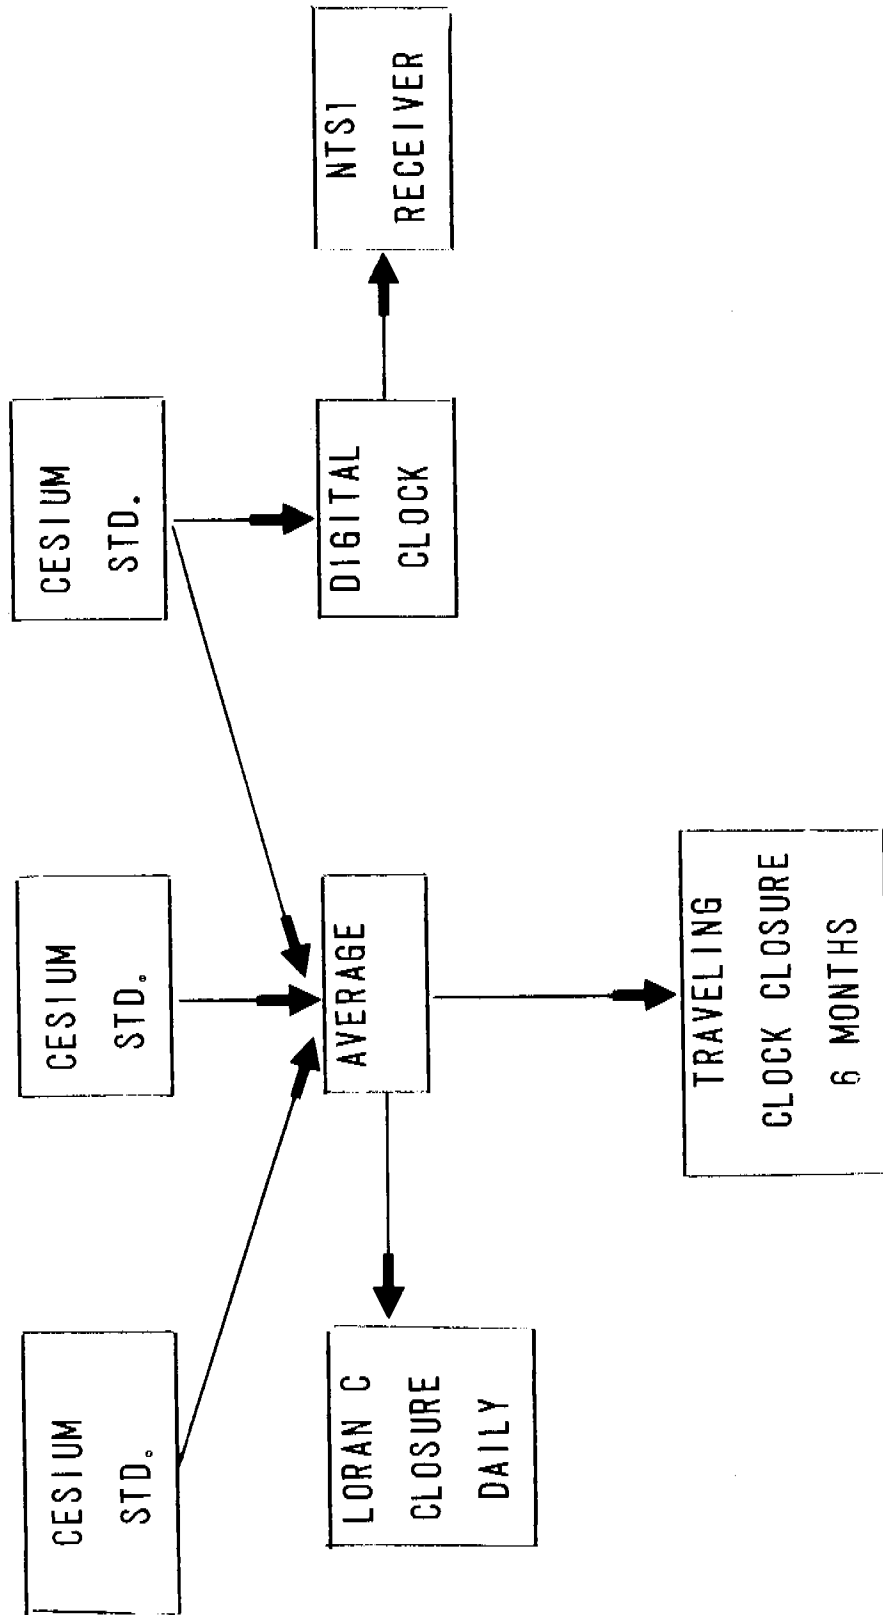 CESIUM
STD.
CESIUM
STD.
CESIUM
STD.
LORAN C
CLOSURE
DAILY
AVERAGE
DIGITAL
CLOCK
NTS1
RECEIVER
TRAVELING
CLOCK CLOSURE
6 MONTHS